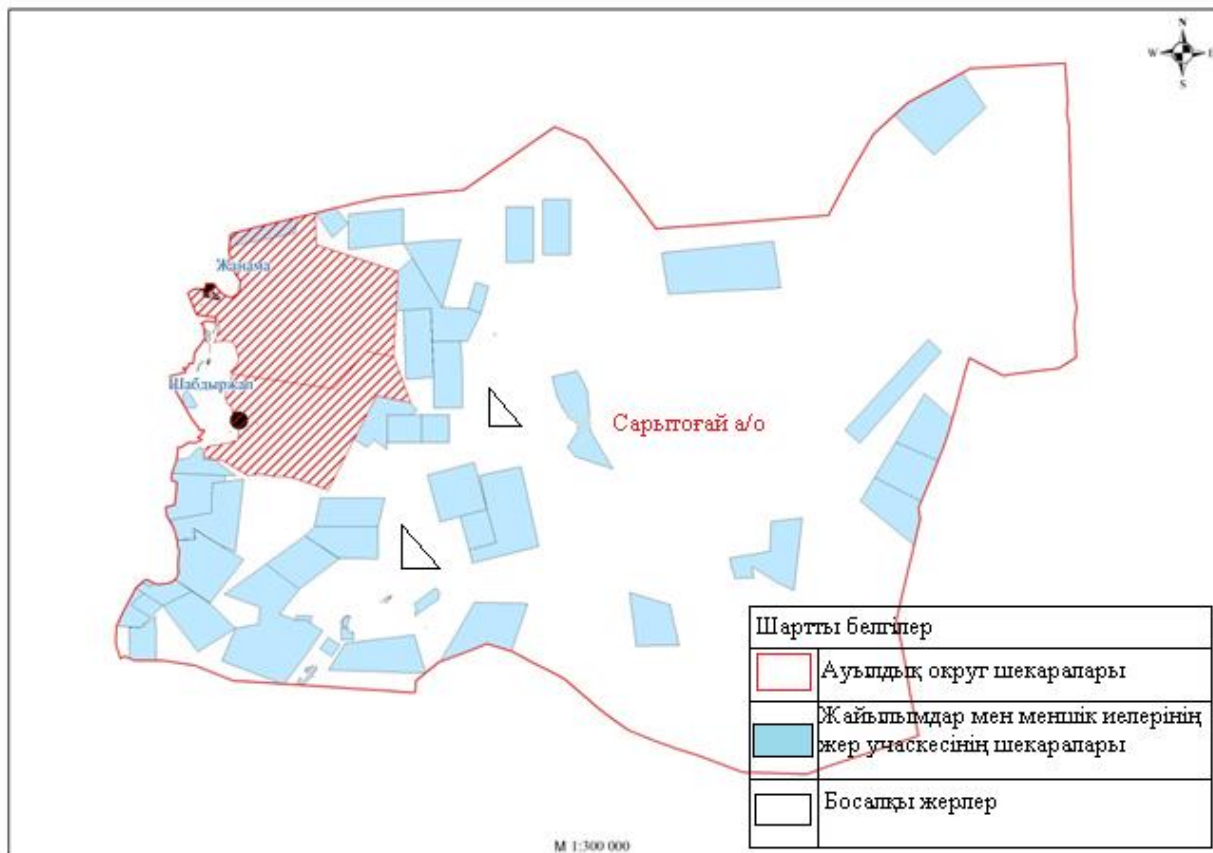 N
W E
S
Жанама
Шабдыржап
Сарытоғай а/о
Шартты белгілер
Ауылдық округ шекаралары
Жайылымдар мен меншік иелерінің
жер учаскесінің шекаралары
Босалқы жерлер
М 1:300 000